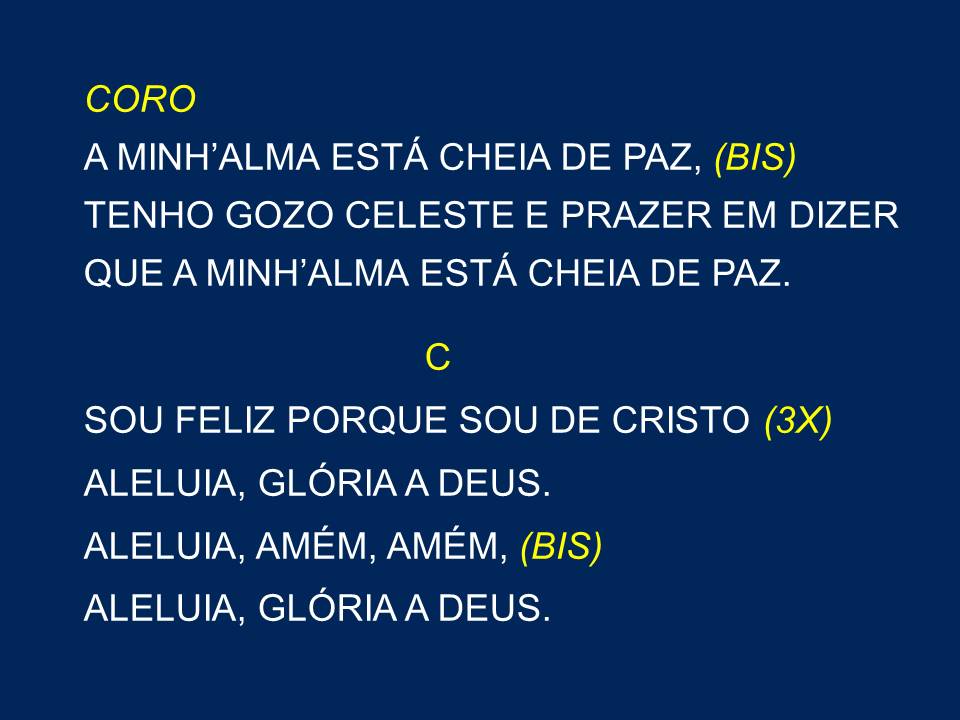 CORO
A MINH’ALMA ESTÁ CHEIA DE PAZ, (BIS)
TENHO GOZO CELESTE E PRAZER EM DIZER
QUE A MINH’ALMA ESTÁ CHEIA DE PAZ.
C
SOU FELIZ PORQUE SOU DE CRISTO (3X)
ALELUIA, GLÓRIA A DEUS.
ALELUIA, AMÉM, AMÉM, (BIS)
ALELUIA, GLÓRIA A DEUS.